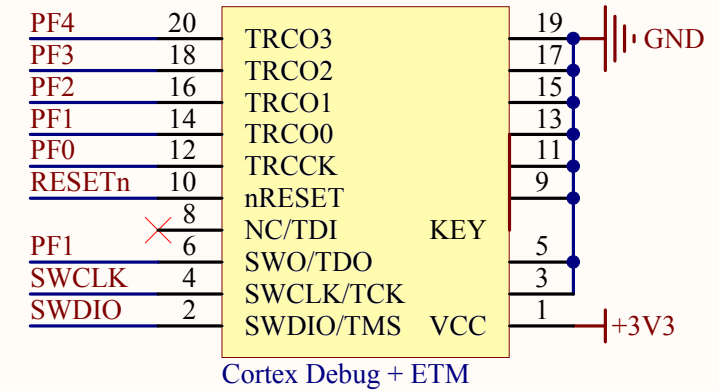 PF4 20 TRCO3 19 GND
PF3 18 TRCO2 17
PF2 16 TRCO1 15
PF1 14 TRCO0 13
PF0 12 TRCCK 11
RESETn 10 nRESET 9
8 NC/TDI KEY
PF1 6 SWO/TDO 5
SWCLK 4 SWCLK/TCK 3
SWDIO 2 SWDIO/TMS VCC 1 +3V3
Cortex Debug + ETM